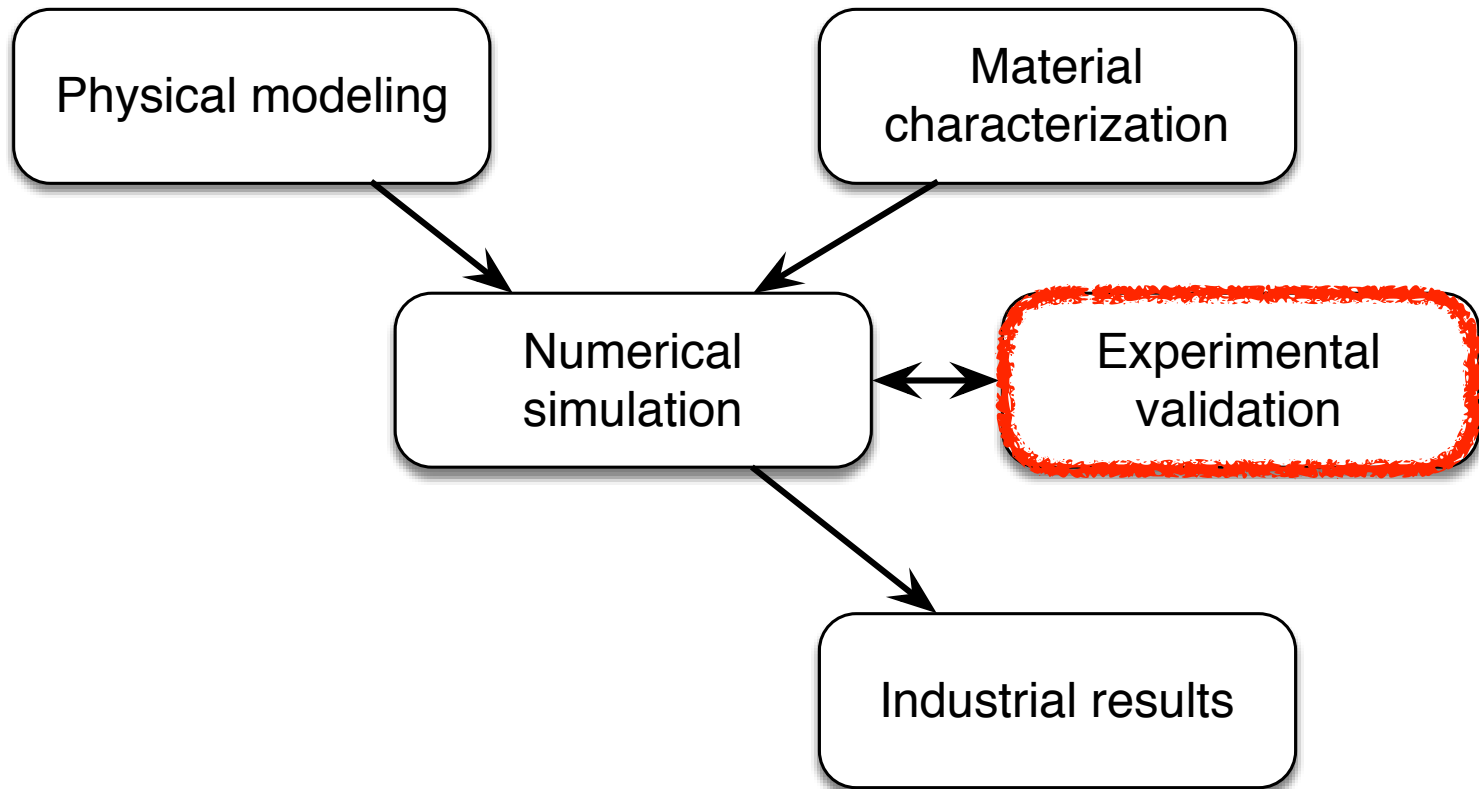 Physical modeling
Material
characterization
Numerical
simulation
Experimental
validation
Industrial results